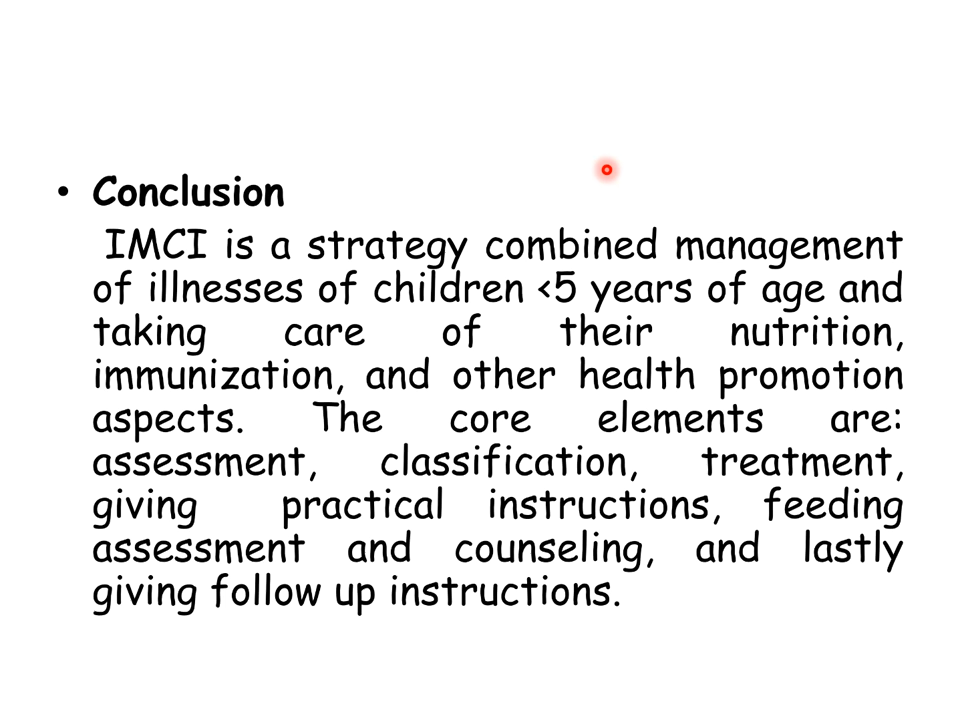 • Conclusion
IMCI is a strategy combined management
of illnesses of children <5 years of age and
taking care of their nutrition,
immunization, and other health promotion
aspects. The core elements are:
assessment, classification, treatment,
giving practical instructions, feeding
assessment and counseling, and lastly
giving follow up instructions.